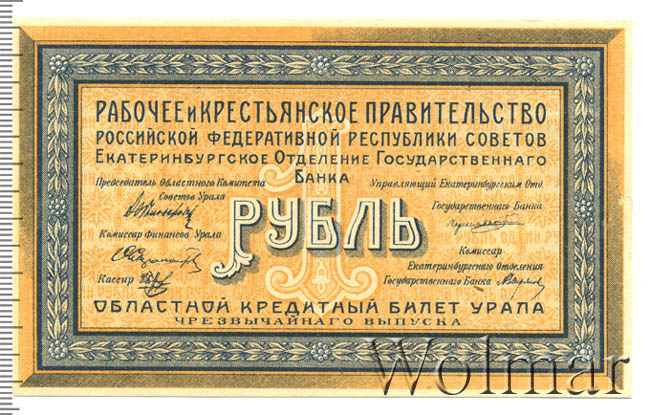 РАБОЧЕЕ И КРЕСТЬЯНСКОЕ ПРАВИТЕЛЬСТВО
РОССИЙСКОЙ ФЕДЕРАТИВНОЙ РЕСПУБЛИКИ СОВЕТОВ
ЕКАТЕРИНБУРГСКОЕ ОТДЕЛЕНИЕ ГОСУДАРСТВЕННАГО
БАНКА
Председатель Областного Комитета
Советов Урала
Комиссар Финансов Урала
Кассир
Управляющий Екатеринбургским Отд.
Государственного Банка
Комиссар
Екатеринбургского Отделения
Государственного Банка
1
РУБЛЬ
ОБЛАСТНОЙ КРЕДИТНЫЙ БИЛЕТ УРАЛА
ЧРЕЗВЫЧАЙНАГО ВЫПУСКА
Wolmar